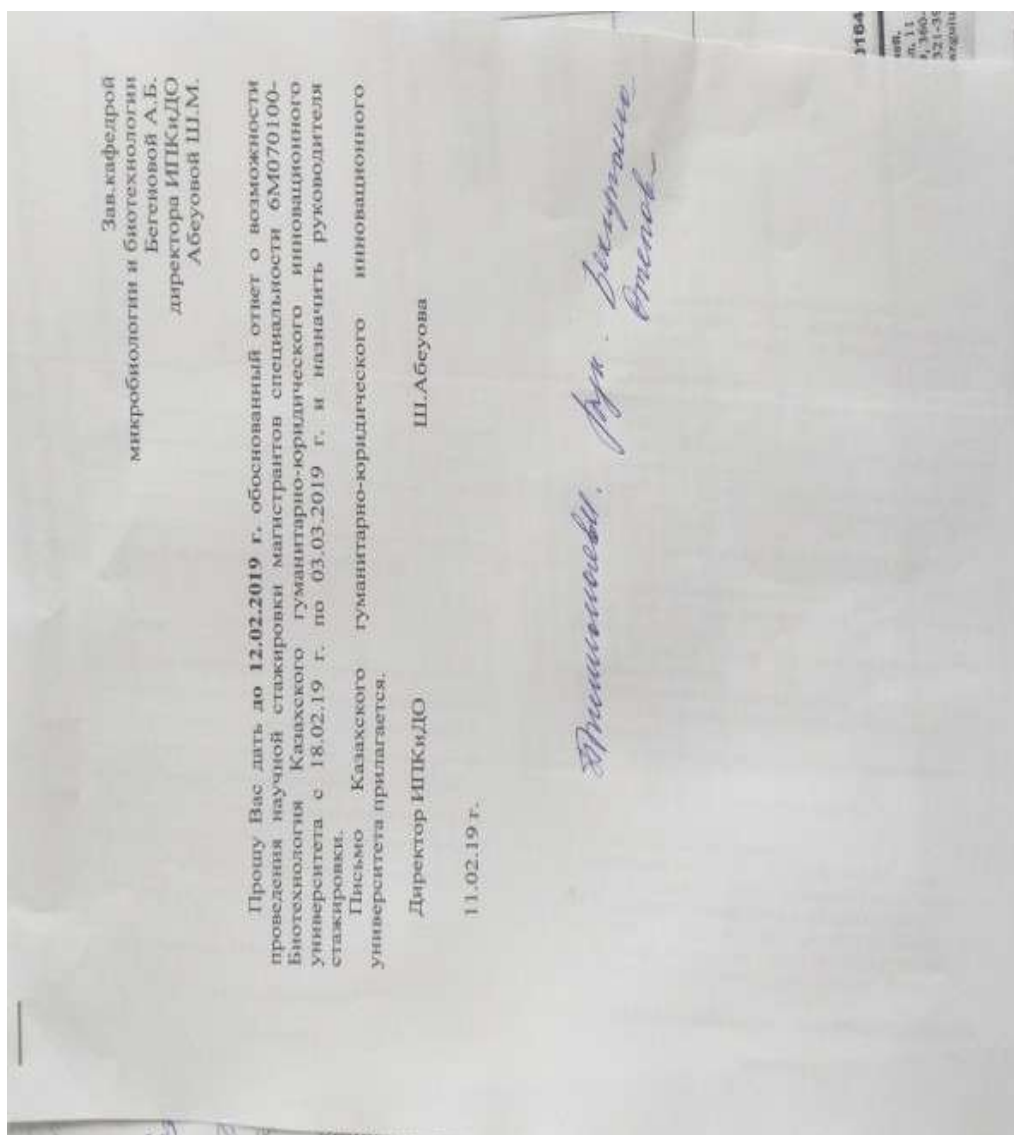 Зав.кафедрой
микробиологии и биотехнологии
Бегеновой А.Б.
директора ИПКиДО
Абеуовой Ш.М.
Прошу Вас дать до 12.02.2019 г. обоснованный ответ о возможности
проведения научной стажировки магистрантов специальности 6М070100-
Биотехнология Казахского гуманитарно-юридического инновационного
университета с 18.02.19 г. по 03.03.2019 г. и назначить руководителя
стажировки.
Письмо Казахского гуманитарно-юридического инновационного
университета прилагается.
Директор ИПКиДО Ш.Абеуова
11.02.19 г.